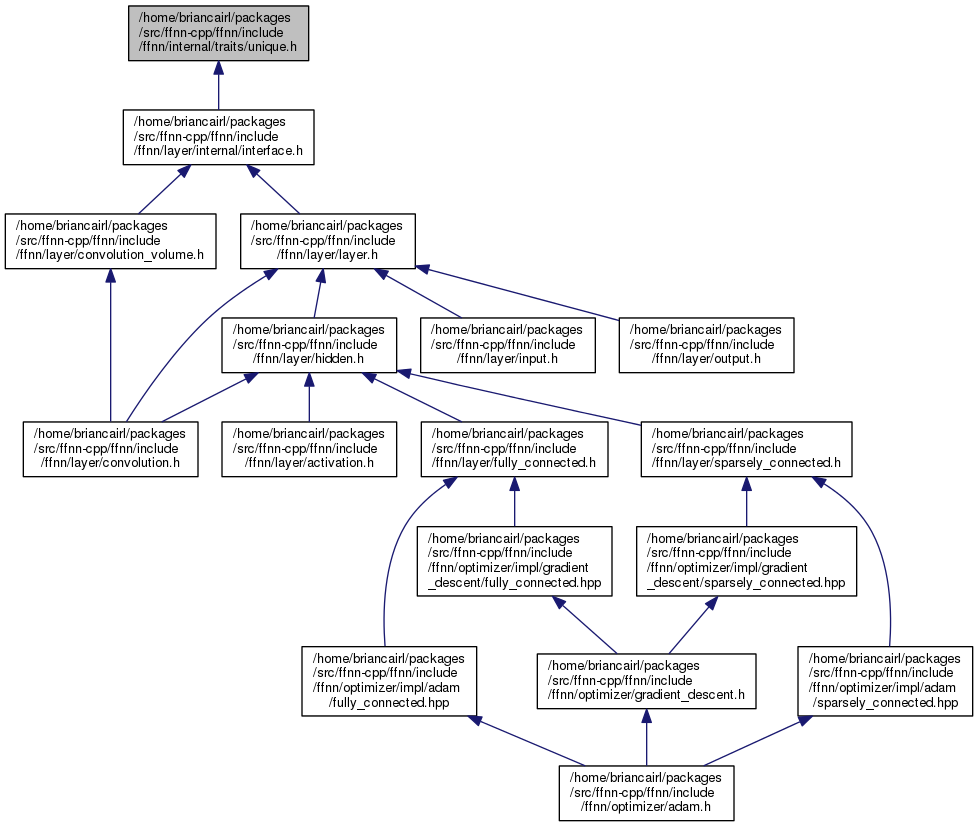 /home/briancairl/packages
/src/ffnn-cpp/ffnn/include
/ffnn/internal/traits/unique.h
/home/briancairl/packages
/src/ffnn-cpp/ffnn/include
/ffnn/layer/internal/interface.h
/home/briancairl/packages
/src/ffnn-cpp/ffnn/include
/ffnn/layer/convolution_volume.h
/home/briancairl/packages
/src/ffnn-cpp/ffnn/include
/ffnn/layer/layer.h
/home/briancairl/packages
/src/ffnn-cpp/ffnn/include
/ffnn/layer/hidden.h
/home/briancairl/packages
/src/ffnn-cpp/ffnn/include
/ffnn/layer/input.h
/home/briancairl/packages
/src/ffnn-cpp/ffnn/include
/ffnn/layer/output.h
/home/briancairl/packages
/src/ffnn-cpp/ffnn/include
/ffnn/layer/convolution.h
/home/briancairl/packages
/src/ffnn-cpp/ffnn/include
/ffnn/layer/activation.h
/home/briancairl/packages
/src/ffnn-cpp/ffnn/include
/ffnn/layer/fully_connected.h
/home/briancairl/packages
/src/ffnn-cpp/ffnn/include
/ffnn/layer/sparsely_connected.h
/home/briancairl/packages
/src/ffnn-cpp/ffnn/include
/ffnn/optimizer/impl/gradient
_descent/fully_connected.hpp
/home/briancairl/packages
/src/ffnn-cpp/ffnn/include
/ffnn/optimizer/impl/gradient
_descent/sparsely_connected.hpp
/home/briancairl/packages
/src/ffnn-cpp/ffnn/include
/ffnn/optimizer/impl/adam
/fully_connected.hpp
/home/briancairl/packages
/src/ffnn-cpp/ffnn/include
/ffnn/optimizer/gradient_descent.h
/home/briancairl/packages
/src/ffnn-cpp/ffnn/include
/ffnn/optimizer/impl/adam
/sparsely_connected.hpp
/home/briancairl/packages
/src/ffnn-cpp/ffnn/include
/ffnn/optimizer/adam.h